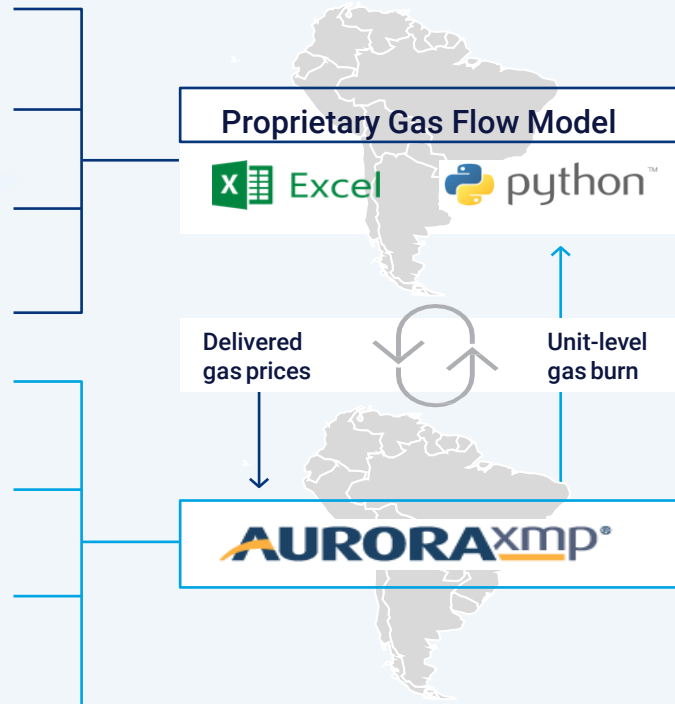 Proprietary Gas Flow Model
X Excel python™
Delivered
gas prices
Unit-level
gas burn
AURORAxmp®